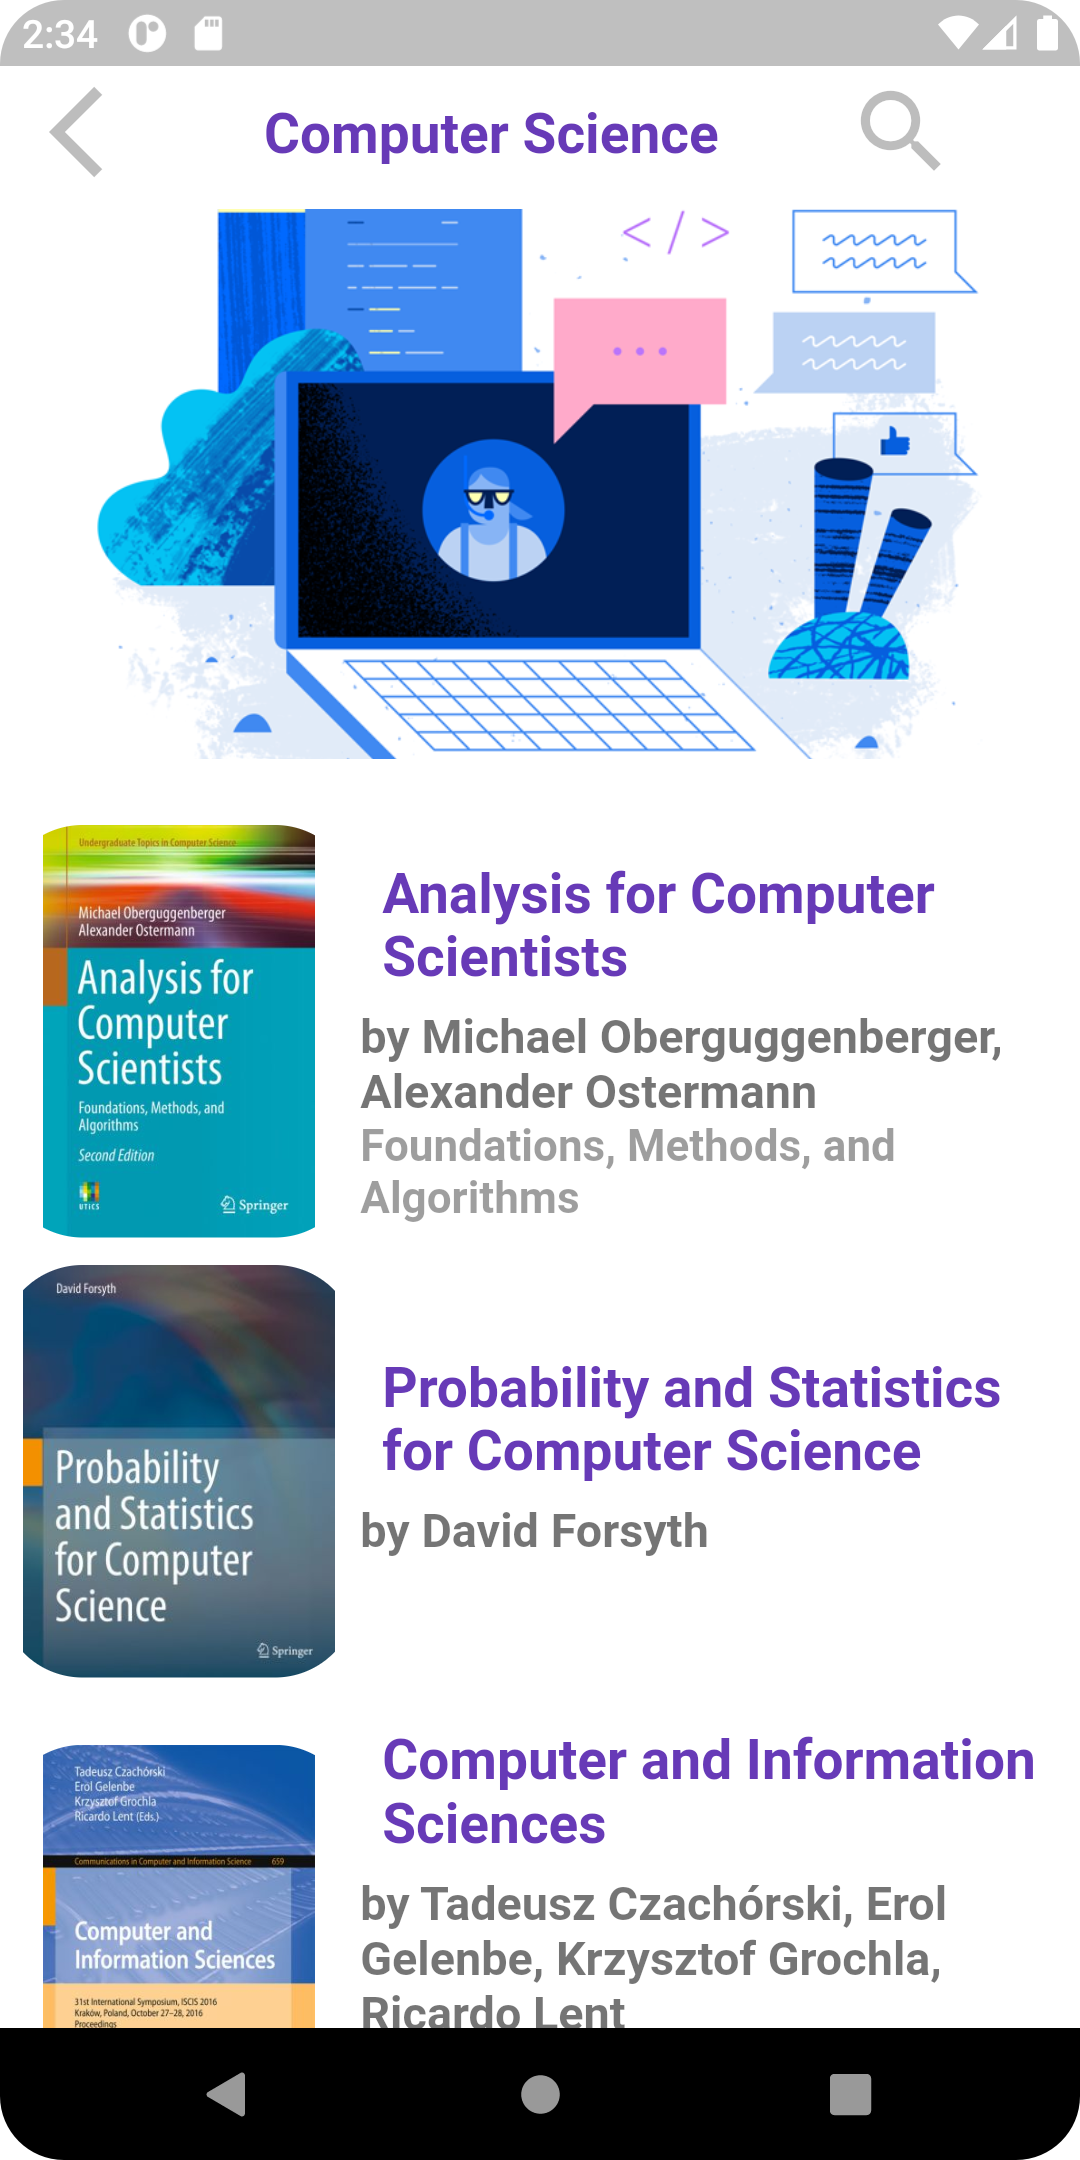 2:34
Computer Science
< / >
Undergraduate Topics in Computer Science
Michael Oberguggenberger
Alexander Ostermann
Analysis for
Computer
Scientists
Foundations, Methods, and
Algorithms
Second Edition
UTICS
Springer
Analysis for Computer
Scientists
by Michael Oberguggenberger,
Alexander Ostermann
Foundations, Methods, and
Algorithms
David Forsyth
Probability
and Statistics
for Computer
Science
Springer
Probability and Statistics
for Computer Science
by David Forsyth
Tadeusz Czachórski
Erol Gelenbe
Krzysztof Grochla
Ricardo Lent (Eds.)
Communications in Computer and Information Science 659
Computer and
Information Sciences
31st International Symposium, ISCIS 2016
Kraków, Poland, October 27–28, 2016
Proceedings
Computer and Information
Sciences
by Tadeusz Czachórski, Erol
Gelenbe, Krzysztof Grochla,
Ricardo Lent